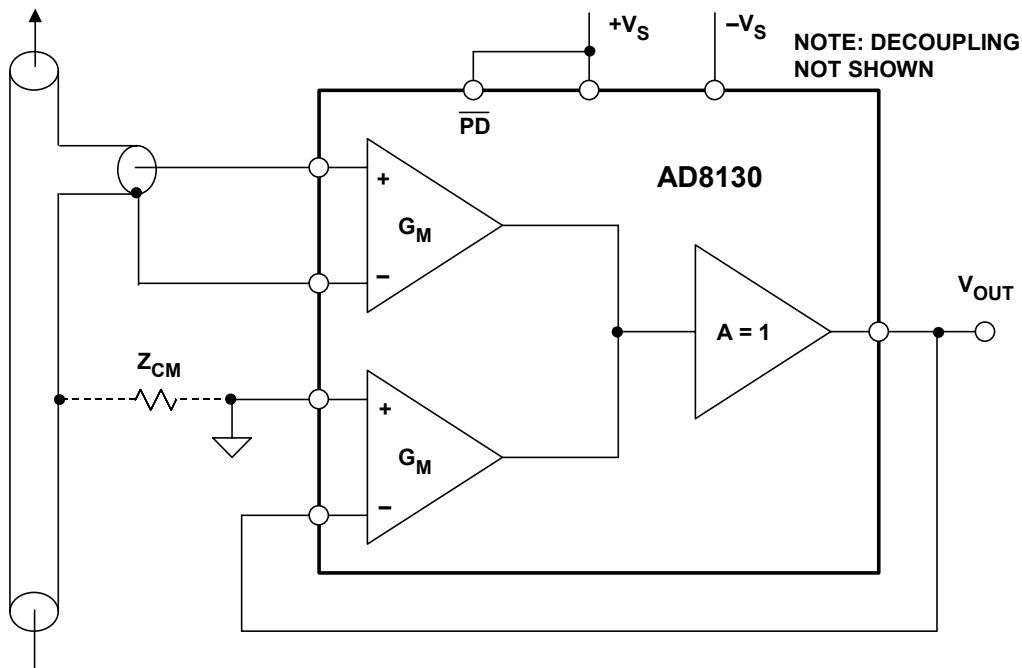 +VS
–VS
NOTE: DECOUPLING
NOT SHOWN
PD
AD8130
+
GM
–
VOUT
A = 1
ZCM
+
GM
–